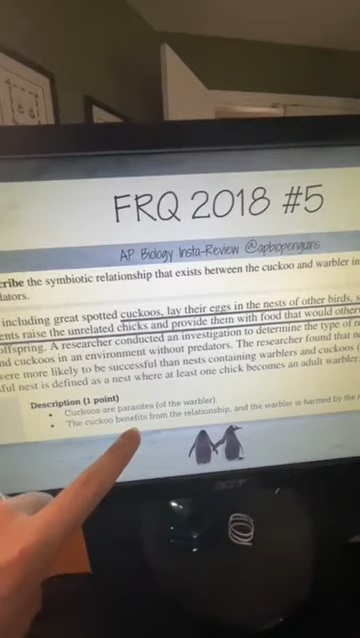 FRQ 2018 #5
AP Biology Insta-Review @apbiopenguins
cribe the symbiotic relationship that exists between the cuckoo and warbler in
dators.
including great spotted cuckoos, lay their eggs in the nests of other birds,
ents raise the unrelated chicks and provide them with food that would other
offspring. A researcher conducted an investigation to determine the type of r
nd cuckoos in an environment without predators. The researcher found that n
were more likely to be successful than nests containing warblers and cuckoos (
ful nest is defined as a nest where at least one chick becomes an adult warbler
Description (1 point)
• Cuckoos are parasites (of the warbler).
• The cuckoo benefits from the relationship, and the warbler is harmed by the r
acer